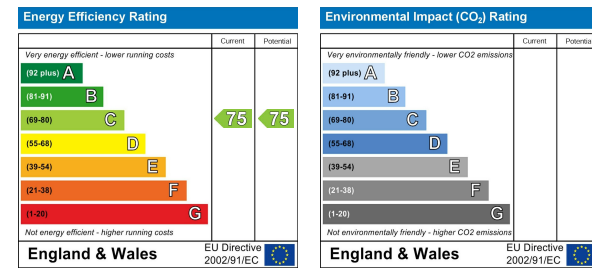 Energy Efficiency Rating
Current Potential
Very energy efficient - lower running costs
(92 plus) A
(81-91) B
(69-80) C
75 75
(55-68) D
(39-54) E
(21-38) F
(1-20) G
Not energy efficient - higher running costs
England & Wales
EU Directive
2002/91/EC
Environmental Impact (CO₂) Rating
Current Potentia
Very environmentally friendly - lower CO2 emissions
(92 plus) A
(81-91) B
(69-80) C
(55-68) D
(39-54) E
(21-38) F
(1-20) G
Not environmentally friendly - higher CO2 emissions
England & Wales
EU Directive
2002/91/EC